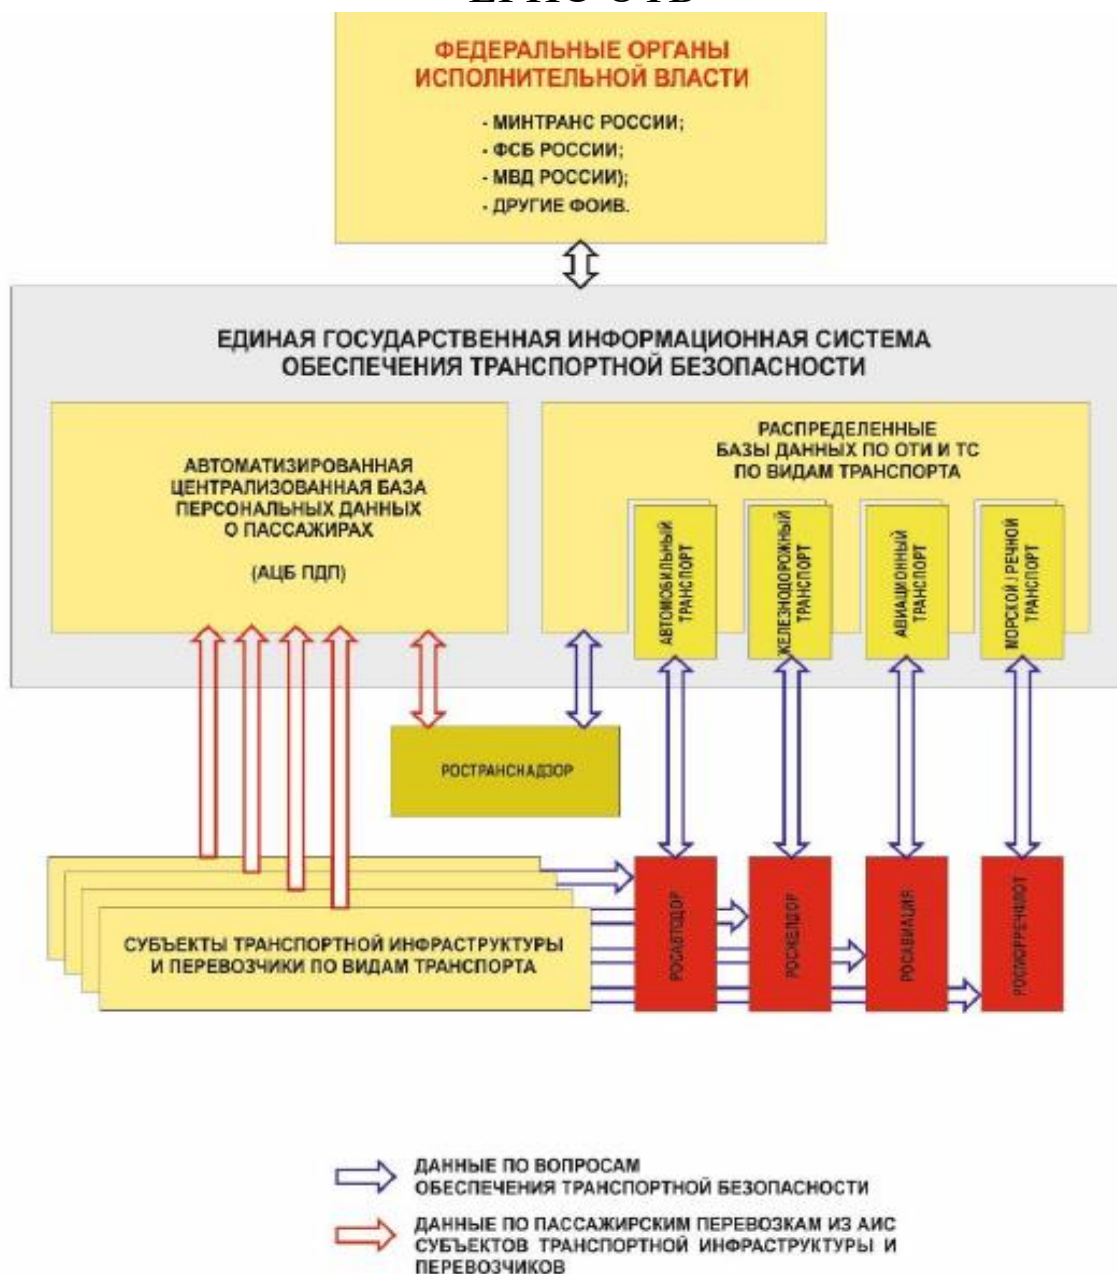 ФЕДЕРАЛЬНЫЕ ОРГАНЫ
ИСПОЛНИТЕЛЬНОЙ ВЛАСТИ
- МИНТРАНС РОССИИ;
- ФСБ РОССИИ;
- МВД РОССИИ);
- ДРУГИЕ ФОИВ.
ЕДИНАЯ ГОСУДАРСТВЕННАЯ ИНФОРМАЦИОННАЯ СИСТЕМА
ОБЕСПЕЧЕНИЯ ТРАНСПОРТНОЙ БЕЗОПАСНОСТИ
АВТОМАТИЗИРОВАННАЯ
ЦЕНТРАЛИЗОВАННАЯ БАЗА
ПЕРСОНАЛЬНЫХ ДАННЫХ
О ПАССАЖИРАХ
(АЦБ ПДП)
РАСПРЕДЕЛЕННЫЕ
БАЗЫ ДАННЫХ ПО ОТИ И ТС
ПО ВИДАМ ТРАНСПОРТА
АВТОМОБИЛЬНЫЙ
ТРАНСПОРТ
ЖЕЛЕЗНОДОРОЖНЫЙ
ТРАНСПОРТ
АВИАЦИОННЫЙ
ТРАНСПОРТ
МОРСКОЙ / РЕЧНОЙ
ТРАНСПОРТ
РОСТРАНСНАДЗОР
СУБЪЕКТЫ ТРАНСПОРТНОЙ ИНФРАСТРУКТУРЫ
И ПЕРЕВОЗЧИКИ ПО ВИДАМ ТРАНСПОРТА
РОСАВТОДОР
РОСЖЕЛДОР
РОСАВИАЦИЯ
РОСМОРРЕЧФЛОТ
ДАННЫЕ ПО ВОПРОСАМ
ОБЕСПЕЧЕНИЯ ТРАНСПОРТНОЙ БЕЗОПАСНОСТИ
ДАННЫЕ ПО ПАССАЖИРСКИМ ПЕРЕВОЗКАМ ИЗ АИС
СУБЪЕКТОВ ТРАНСПОРТНОЙ ИНФРАСТРУКТУРЫ И
ПЕРЕВОЗЧИКОВ